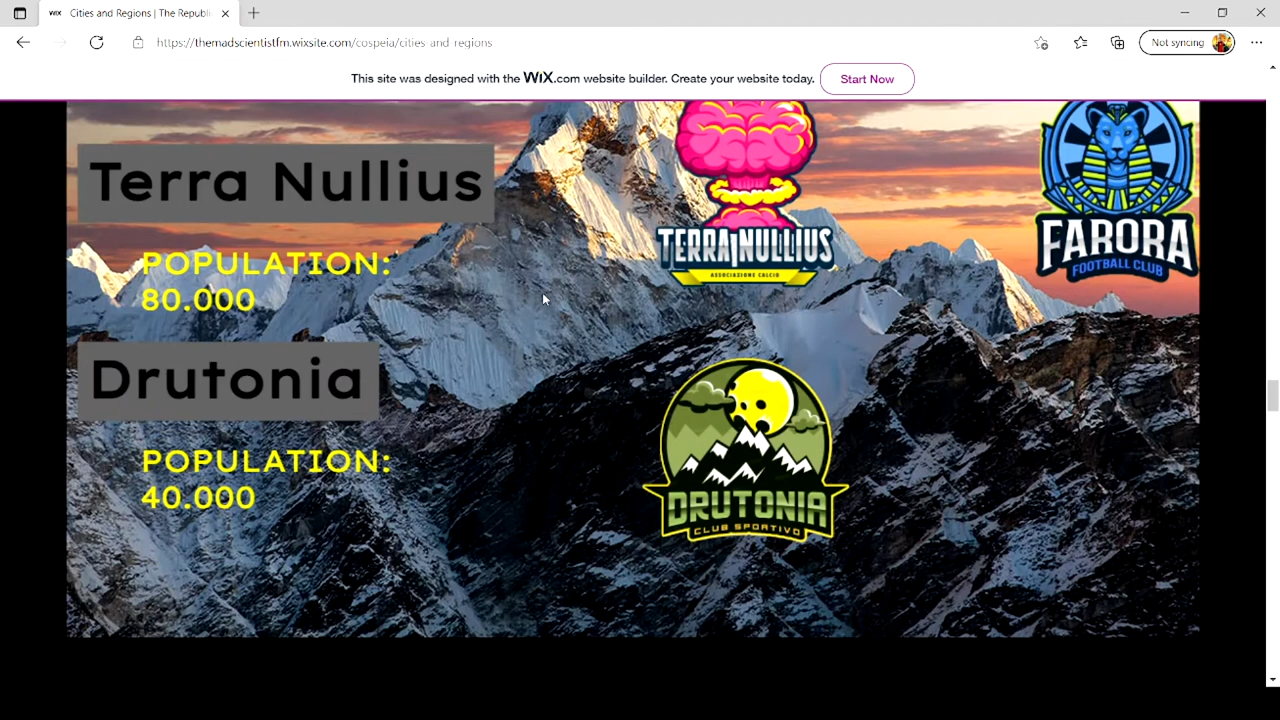 Cities and Regions | The Republi
https://themadscientistfm.wixsite.com/cospeia/cities-and-regions
Not syncing
This site was designed with the WiX.com website builder. Create your website today.
Start Now
Terra Nullius
POPULATION:
80.000
TERRA NULLIUS
ASSOCIAZIONE CALCIO
FARORA
FOOTBALL CLUB
Drutonia
POPULATION:
40.000
DRUTONIA
CLUB SPORTIVO